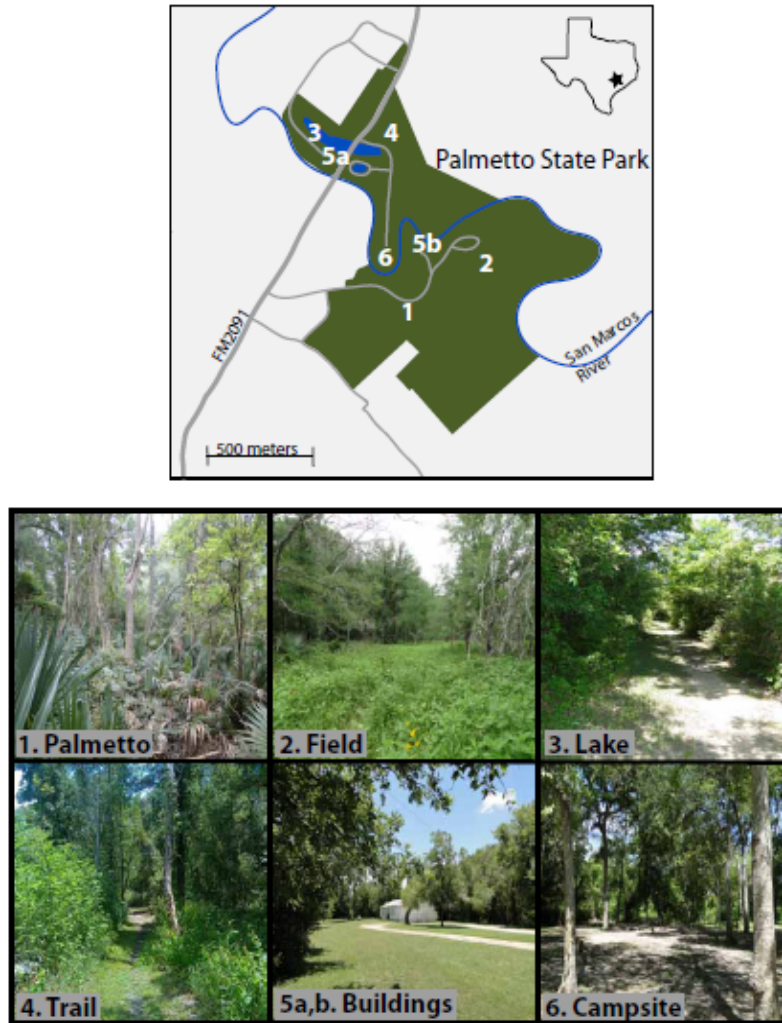 3
4
5a
Palmetto State Park
5b
6
2
1
FM2091
San Marcos
River
500 meters
1. Palmetto
2. Field
3. Lake
4. Trail
5a,b. Buildings
6. Campsite